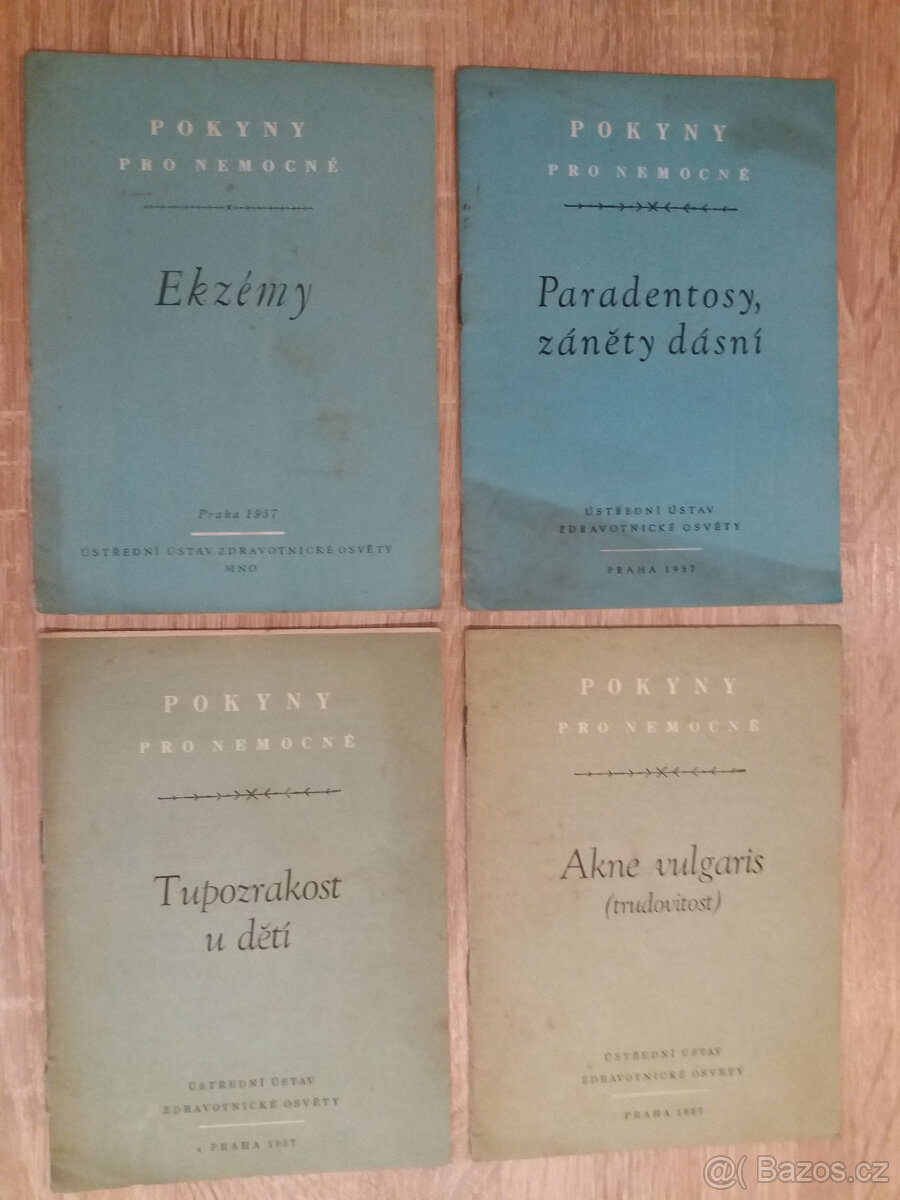 POKYNY
PRO NEMOCNÉ
Ekzémy
Praha 1957
ÚSTŘEDNÍ ÚSTAV ZDRAVOTNICKÉ OSVĚTY
MNO
POKYNY
PRO NEMOCNÉ
Paradentosy,
záněty dásní
ÚSTŘEDNÍ ÚSTAV
ZDRAVOTNICKÉ OSVĚTY
PRAHA 1957
POKYNY
PRO NEMOCNÉ
Tupozrakost
u dětí
ÚSTŘEDNÍ ÚSTAV
ZDRAVOTNICKÉ OSVĚTY
PRAHA 1957
POKYNY
PRO NEMOCNÉ
Akne vulgaris
(trudovitost)
ÚSTŘEDNÍ ÚSTAV
ZDRAVOTNICKÉ OSVĚTY
PRAHA 1957
@( Bazos.cz